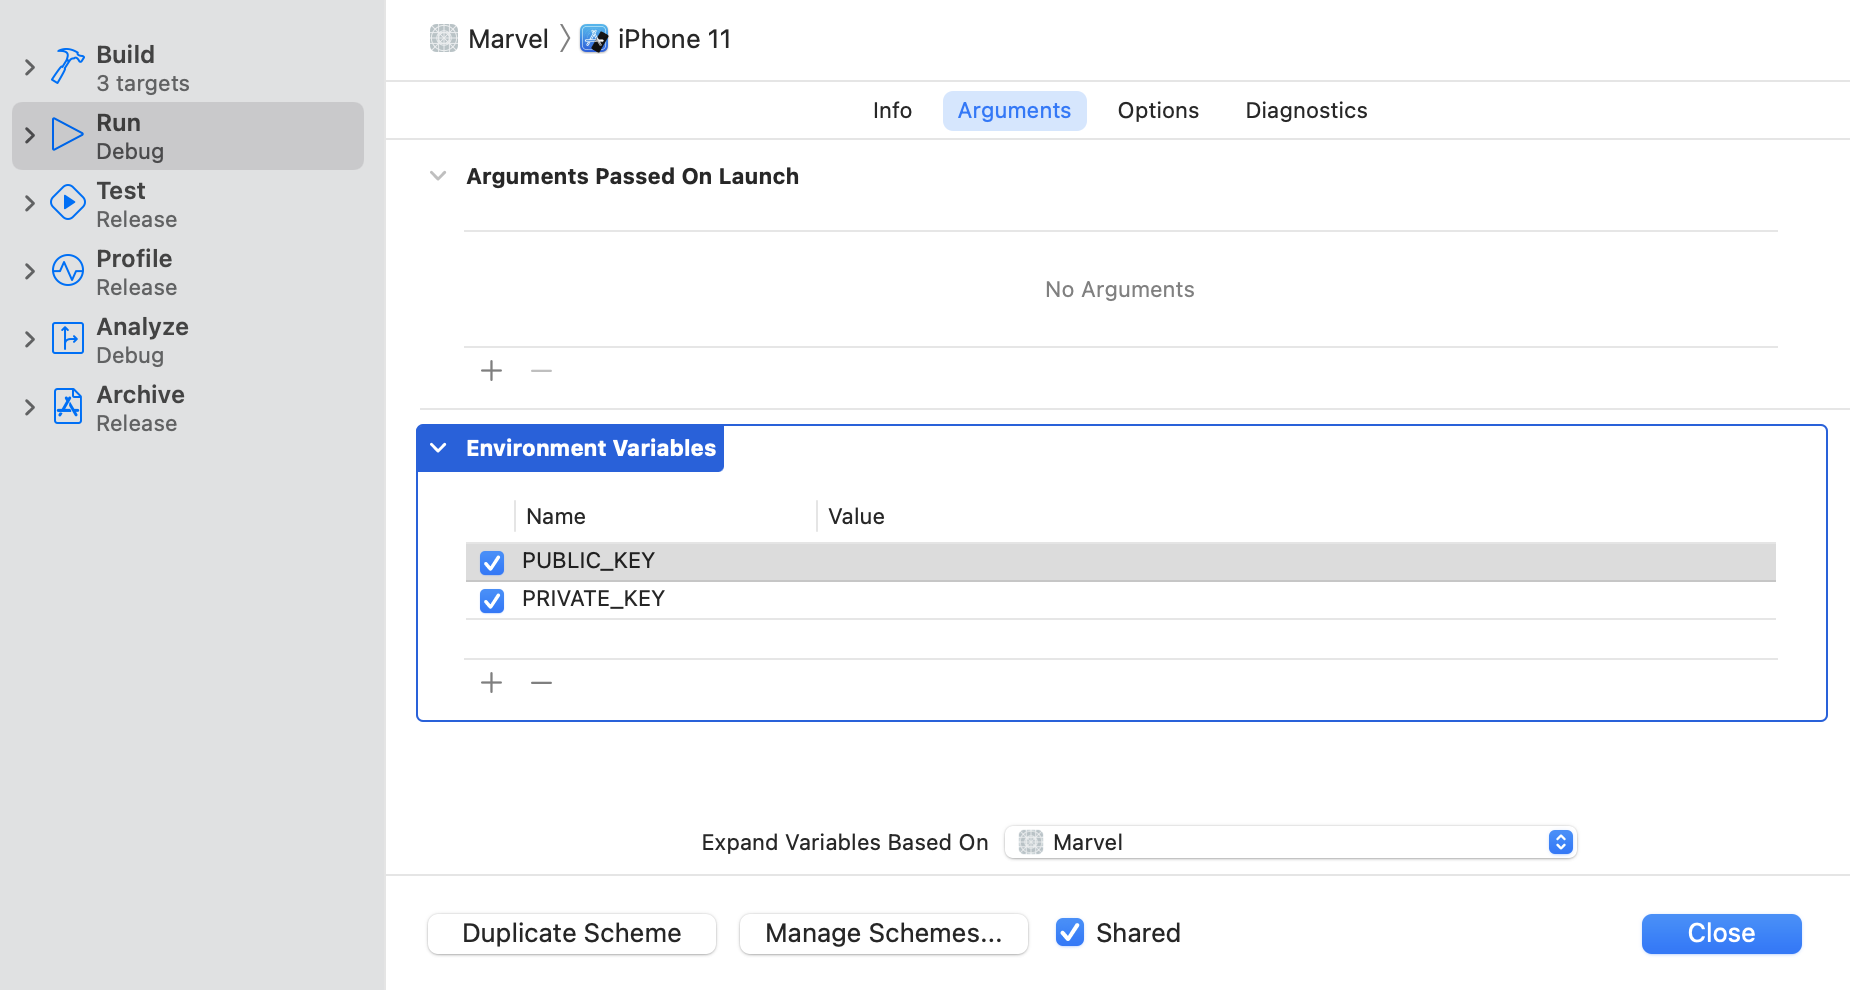 Build
3 targets
Run
Debug
Test
Release
Profile
Release
Analyze
Debug
Archive
Release
Marvel iPhone 11
Info Arguments Options Diagnostics
Arguments Passed On Launch
No Arguments
Environment Variables
Name Value
PUBLIC_KEY
PRIVATE_KEY
Expand Variables Based On Marvel
Duplicate Scheme Manage Schemes... Shared Close